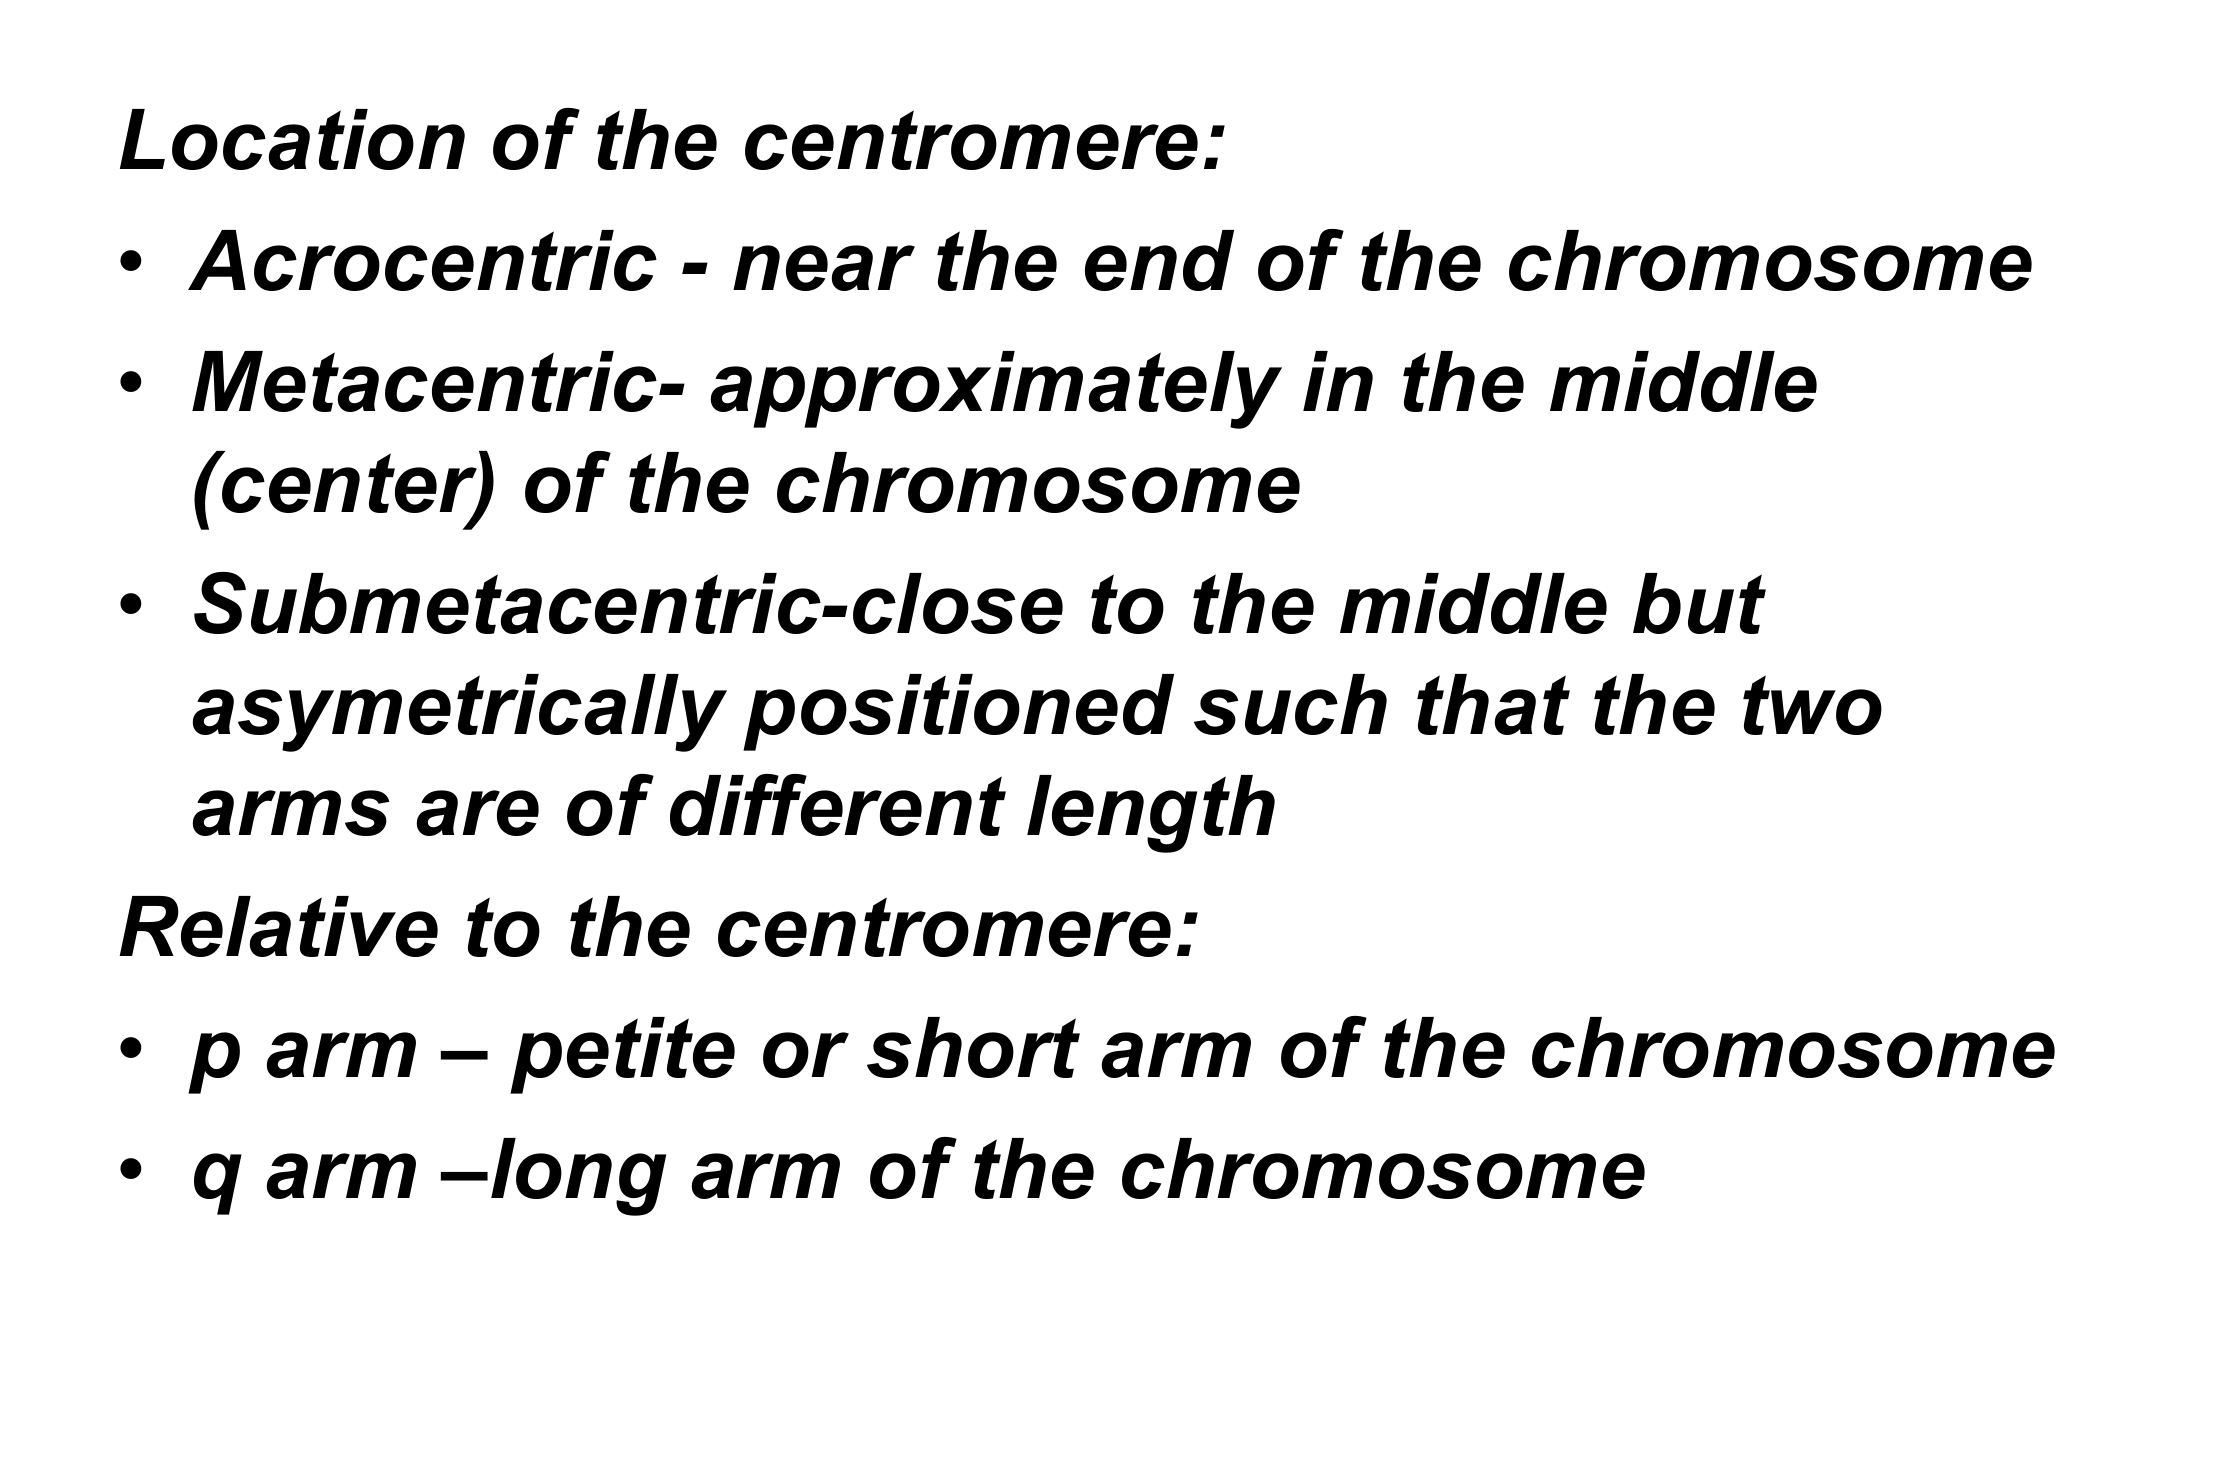 Location of the centromere:
• Acrocentric - near the end of the chromosome
• Metacentric- approximately in the middle
(center) of the chromosome
• Submetacentric-close to the middle but
asymetrically positioned such that the two
arms are of different length
Relative to the centromere:
• p arm – petite or short arm of the chromosome
• q arm –long arm of the chromosome